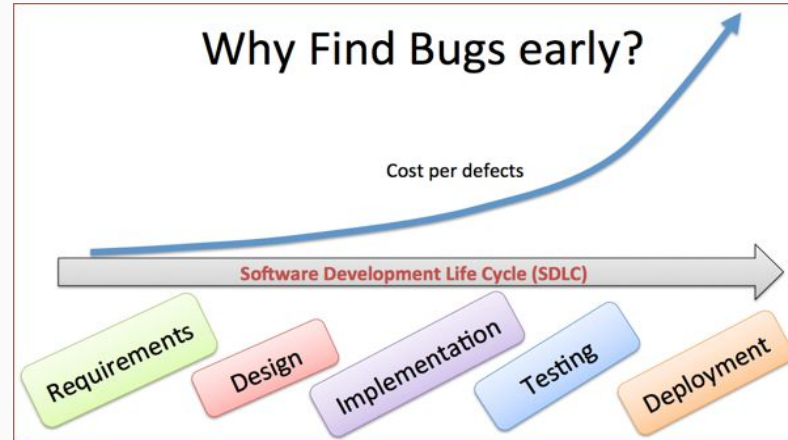 Why Find Bugs early?
Cost per defects
Software Development Life Cycle (SDLC)
Requirements
Design
Implementation
Testing
Deployment